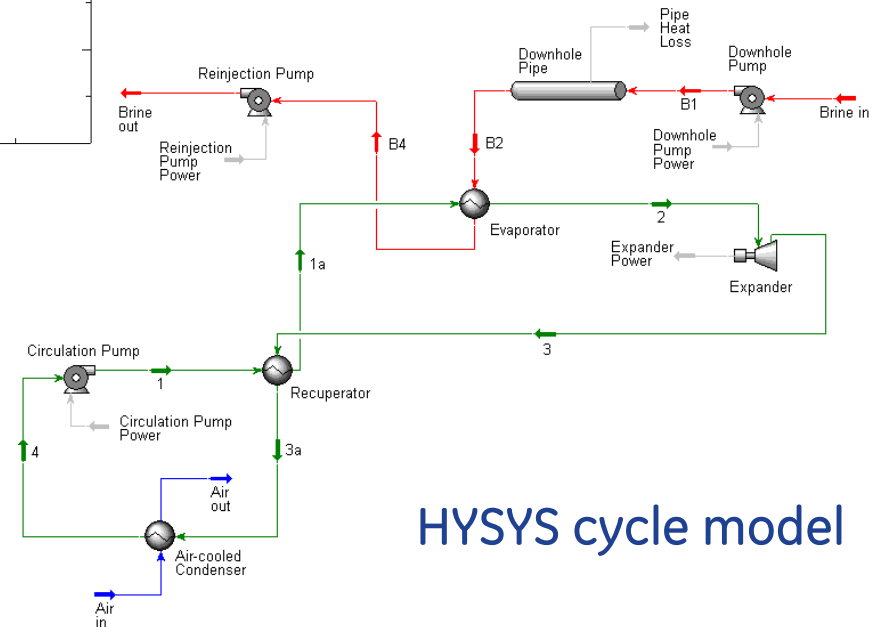 Pipe
Heat
Loss
Downhole
Pipe
Downhole
Pump
Reinjection Pump
Brine
out
B1
Brine in
Reinjection
Pump
Power
B4
B2
Downhole
Pump
Power
2
Evaporator
Expander
Power
Expander
1a
3
Circulation Pump
1
Recuperator
Circulation Pump
Power
4
3a
Air
out
HYSYS cycle model
Air-cooled
Condenser
Air
in